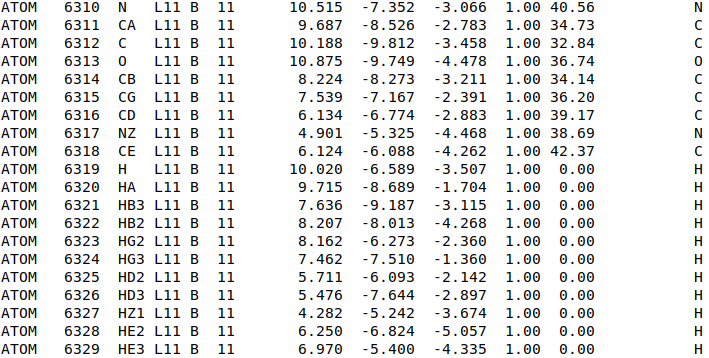 ATOM   6310  N   L11 B  11      10.515  -7.352  -3.066  1.00 40.56           N
ATOM   6311  CA  L11 B  11       9.687  -8.526  -2.783  1.00 34.73           C
ATOM   6312  C   L11 B  11      10.188  -9.812  -3.458  1.00 32.84           C
ATOM   6313  O   L11 B  11      10.875  -9.749  -4.478  1.00 36.74           O
ATOM   6314  CB  L11 B  11       8.224  -8.273  -3.211  1.00 34.14           C
ATOM   6315  CG  L11 B  11       7.539  -7.167  -2.391  1.00 36.20           C
ATOM   6316  CD  L11 B  11       6.134  -6.774  -2.883  1.00 39.17           C
ATOM   6317  NZ  L11 B  11       4.901  -5.325  -4.468  1.00 38.69           N
ATOM   6318  CE  L11 B  11       6.124  -6.088  -4.262  1.00 42.37           C
ATOM   6319  H   L11 B  11      10.020  -6.589  -3.507  1.00  0.00           H
ATOM   6320  HA  L11 B  11       9.715  -8.689  -1.704  1.00  0.00           H
ATOM   6321  HB3 L11 B  11       7.636  -9.187  -3.115  1.00  0.00           H
ATOM   6322  HB2 L11 B  11       8.207  -8.013  -4.268  1.00  0.00           H
ATOM   6323  HG2 L11 B  11       8.162  -6.273  -2.360  1.00  0.00           H
ATOM   6324  HG3 L11 B  11       7.462  -7.510  -1.360  1.00  0.00           H
ATOM   6325  HD2 L11 B  11       5.711  -6.093  -2.142  1.00  0.00           H
ATOM   6326  HD3 L11 B  11       5.476  -7.644  -2.897  1.00  0.00           H
ATOM   6327  HZ1 L11 B  11       4.282  -5.242  -3.674  1.00  0.00           H
ATOM   6328  HE2 L11 B  11       6.250  -6.824  -5.057  1.00  0.00           H
ATOM   6329  HE3 L11 B  11       6.970  -5.400  -4.335  1.00  0.00           H